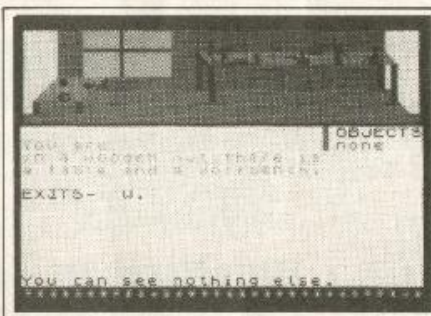 You are
in a wooden hut there is
a table and a workbench.
OBJECTS
none
EXITS- W.
You can see nothing else.